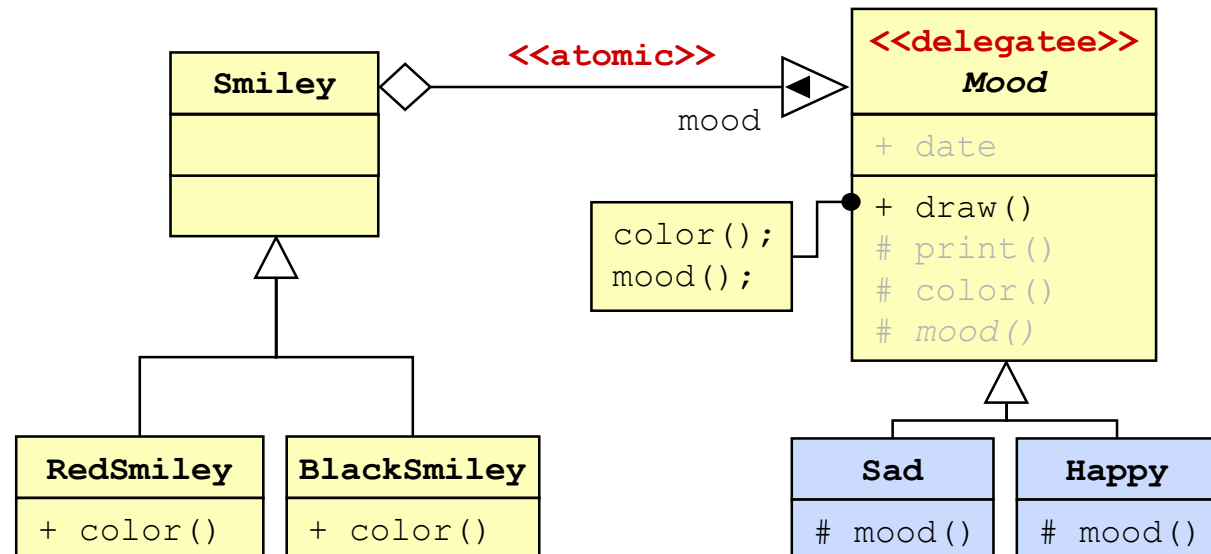 Smiley
<<atomic>>
mood
<<delegatee>>
Mood
+ date
+ draw()
# print()
# color()
# mood()
color();
mood();
RedSmiley
+ color()
BlackSmiley
+ color()
Sad
# mood()
Happy
# mood()